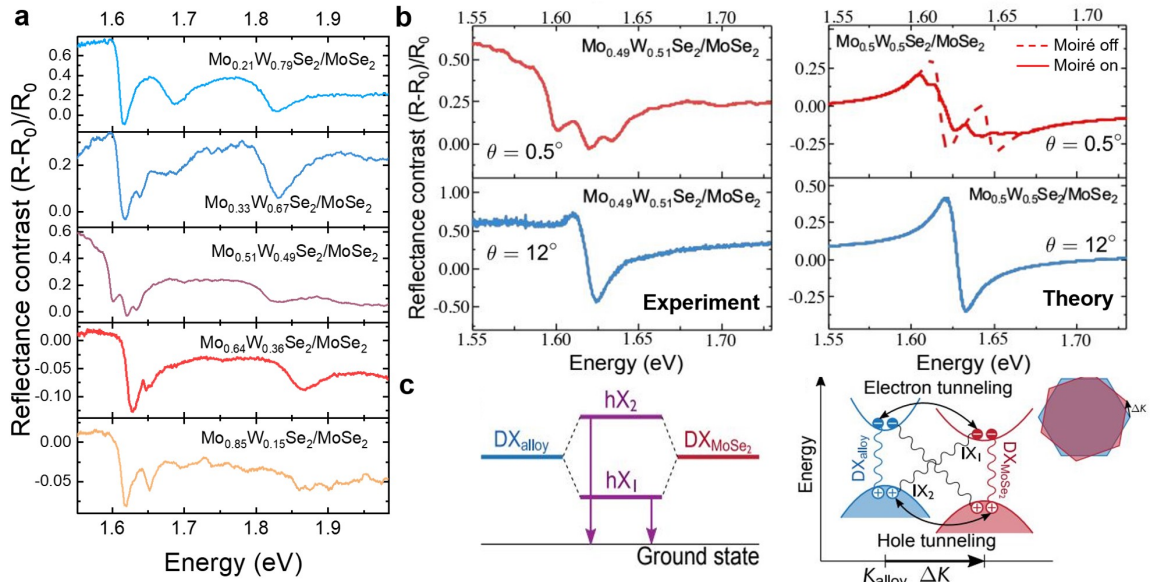 a
1.6 1.7 1.8 1.9
Reflectance contrast (R-R0)/R0
0.6
0.4
0.2
0.0
Mo0.21W0.79Se2/MoSe2
0.2
0.0
Mo0.33W0.67Se2/MoSe2
0.6
0.4
0.2
0.0
Mo0.51W0.49Se2/MoSe2
0.00
-0.05
-0.10
Mo0.64W0.36Se2/MoSe2
0.00
-0.05
Mo0.85W0.15Se2/MoSe2
1.6 1.7 1.8 1.9
Energy (eV)
b
1.55 1.60 1.65 1.70
Reflectance contrast (R-R0)/R0
0.50
0.25
0.00
Mo0.49W0.51Se2/MoSe2
θ = 0.5°
1.00
0.50
0.00
-0.50
Mo0.49W0.51Se2/MoSe2
θ = 12°
Experiment
1.55 1.60 1.65 1.70
Energy (eV)
1.55 1.60 1.65 1.70
0.25
0.00
-0.25
Mo0.5W0.5Se2/MoSe2
Moiré off
Moiré on
θ = 0.5°
0.50
0.25
0.00
-0.25
Mo0.5W0.5Se2/MoSe2
θ = 12°
Theory
1.55 1.60 1.65 1.70
Energy (eV)
c
hX2
DXalloy
DXMoSe2
hX1
Ground state
Energy
Electron tunneling
ΔK
DXalloy
IX1
IX2
DXMoSe2
Hole tunneling
Kalloy ΔK